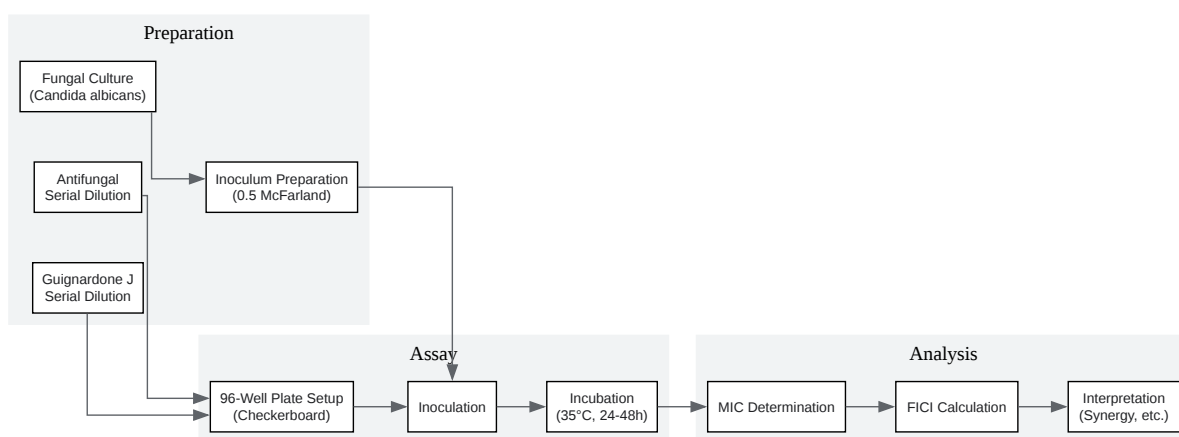 Preparation
Fungal Culture
(Candida albicans)
Antifungal
Serial Dilution
Inoculum Preparation
(0.5 McFarland)
Guignardone J
Serial Dilution
Assay
96-Well Plate Setup
(Checkerboard)
Inoculation
Incubation
(35°C, 24-48h)
Analysis
MIC Determination
FICI Calculation
Interpretation
(Synergy, etc.)